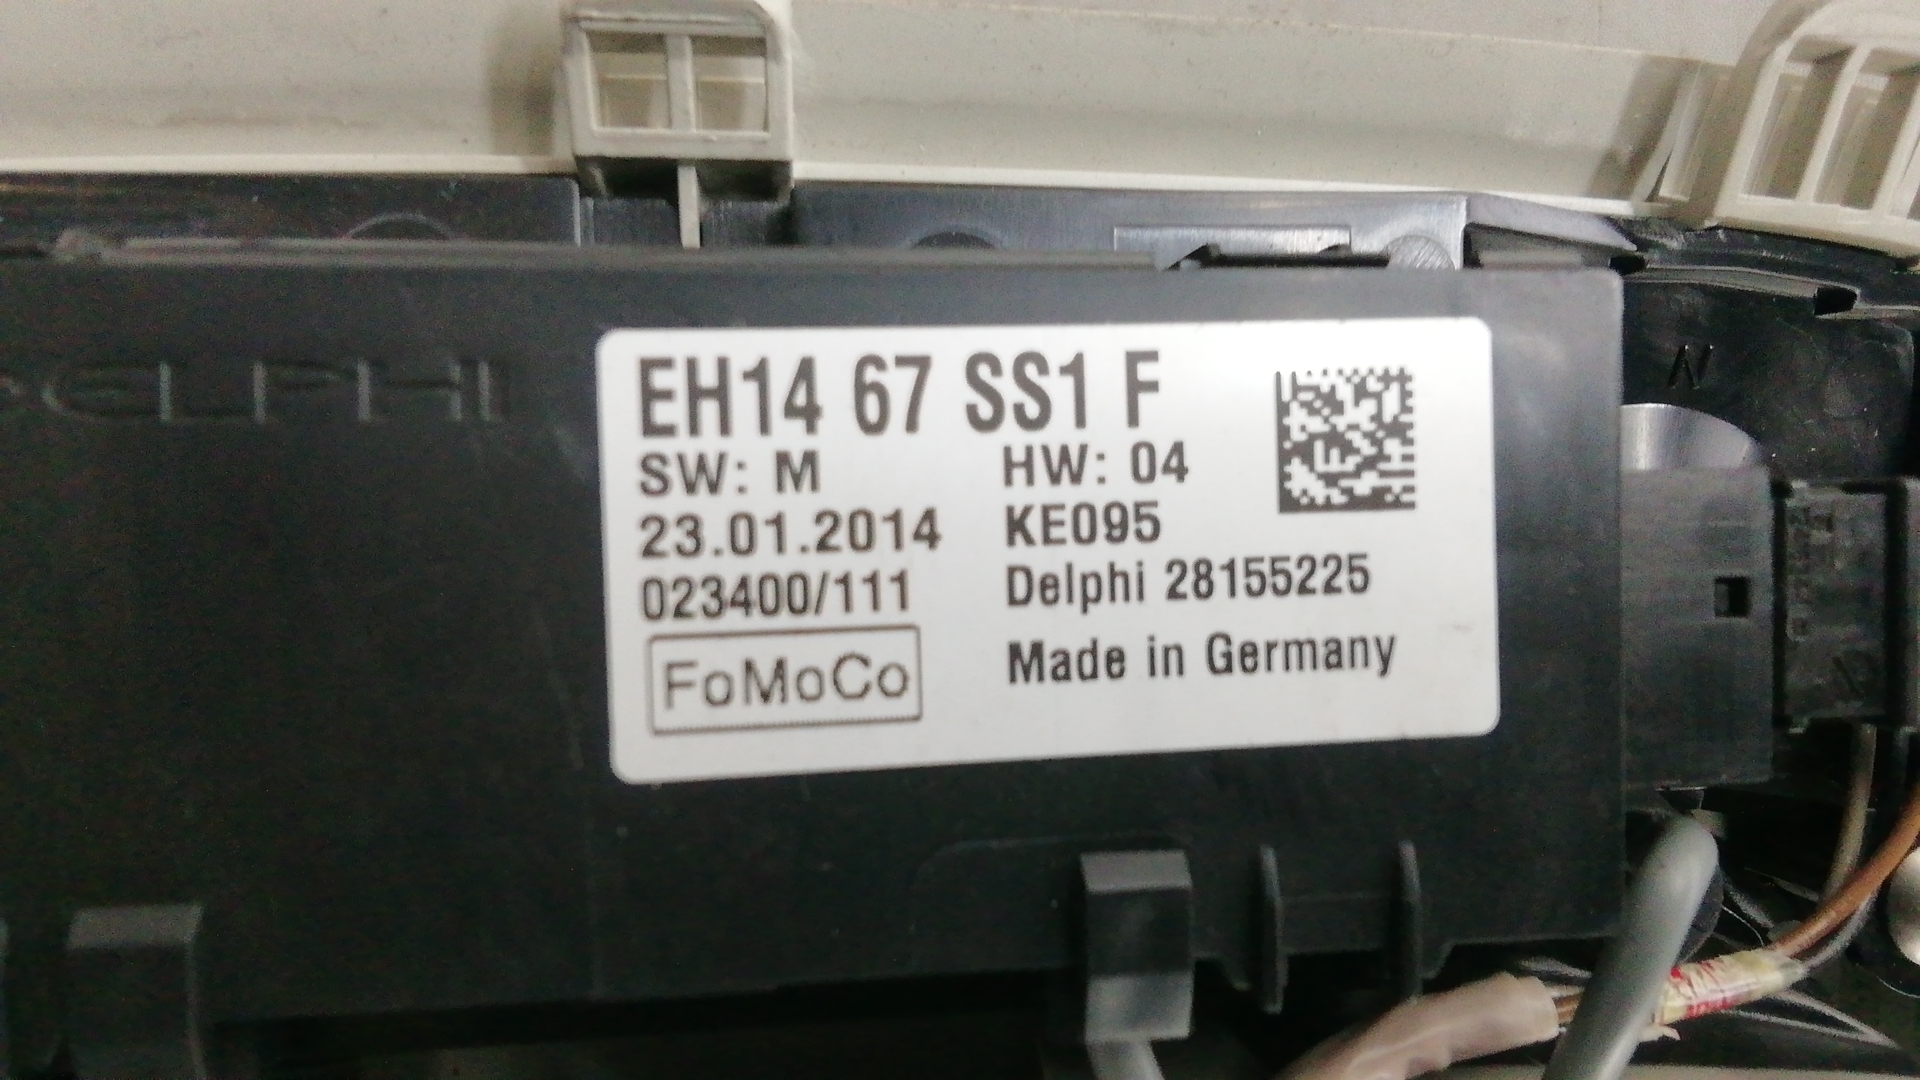 DELPHI
EH14 67 SS1 F
SW: M HW: 04
23.01.2014 KE095
023400/111 Delphi 28155225
FoMoCo Made in Germany
N